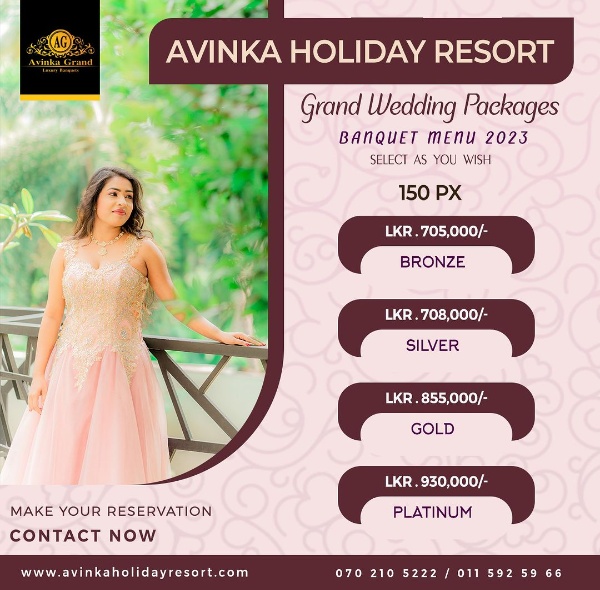 AG
Avinka Grand
Luxury Banquets
AVINKA HOLIDAY RESORT
Grand Wedding Packages
BANQUET MENU 2023
SELECT AS YOU WISH
150 PX
LKR . 705,000/-
BRONZE
LKR . 708,000/-
SILVER
LKR . 855,000/-
GOLD
LKR . 930,000/-
PLATINUM
MAKE YOUR RESERVATION
CONTACT NOW
www.avinkaholidayresort.com
070 210 5222 / 011 592 59 66